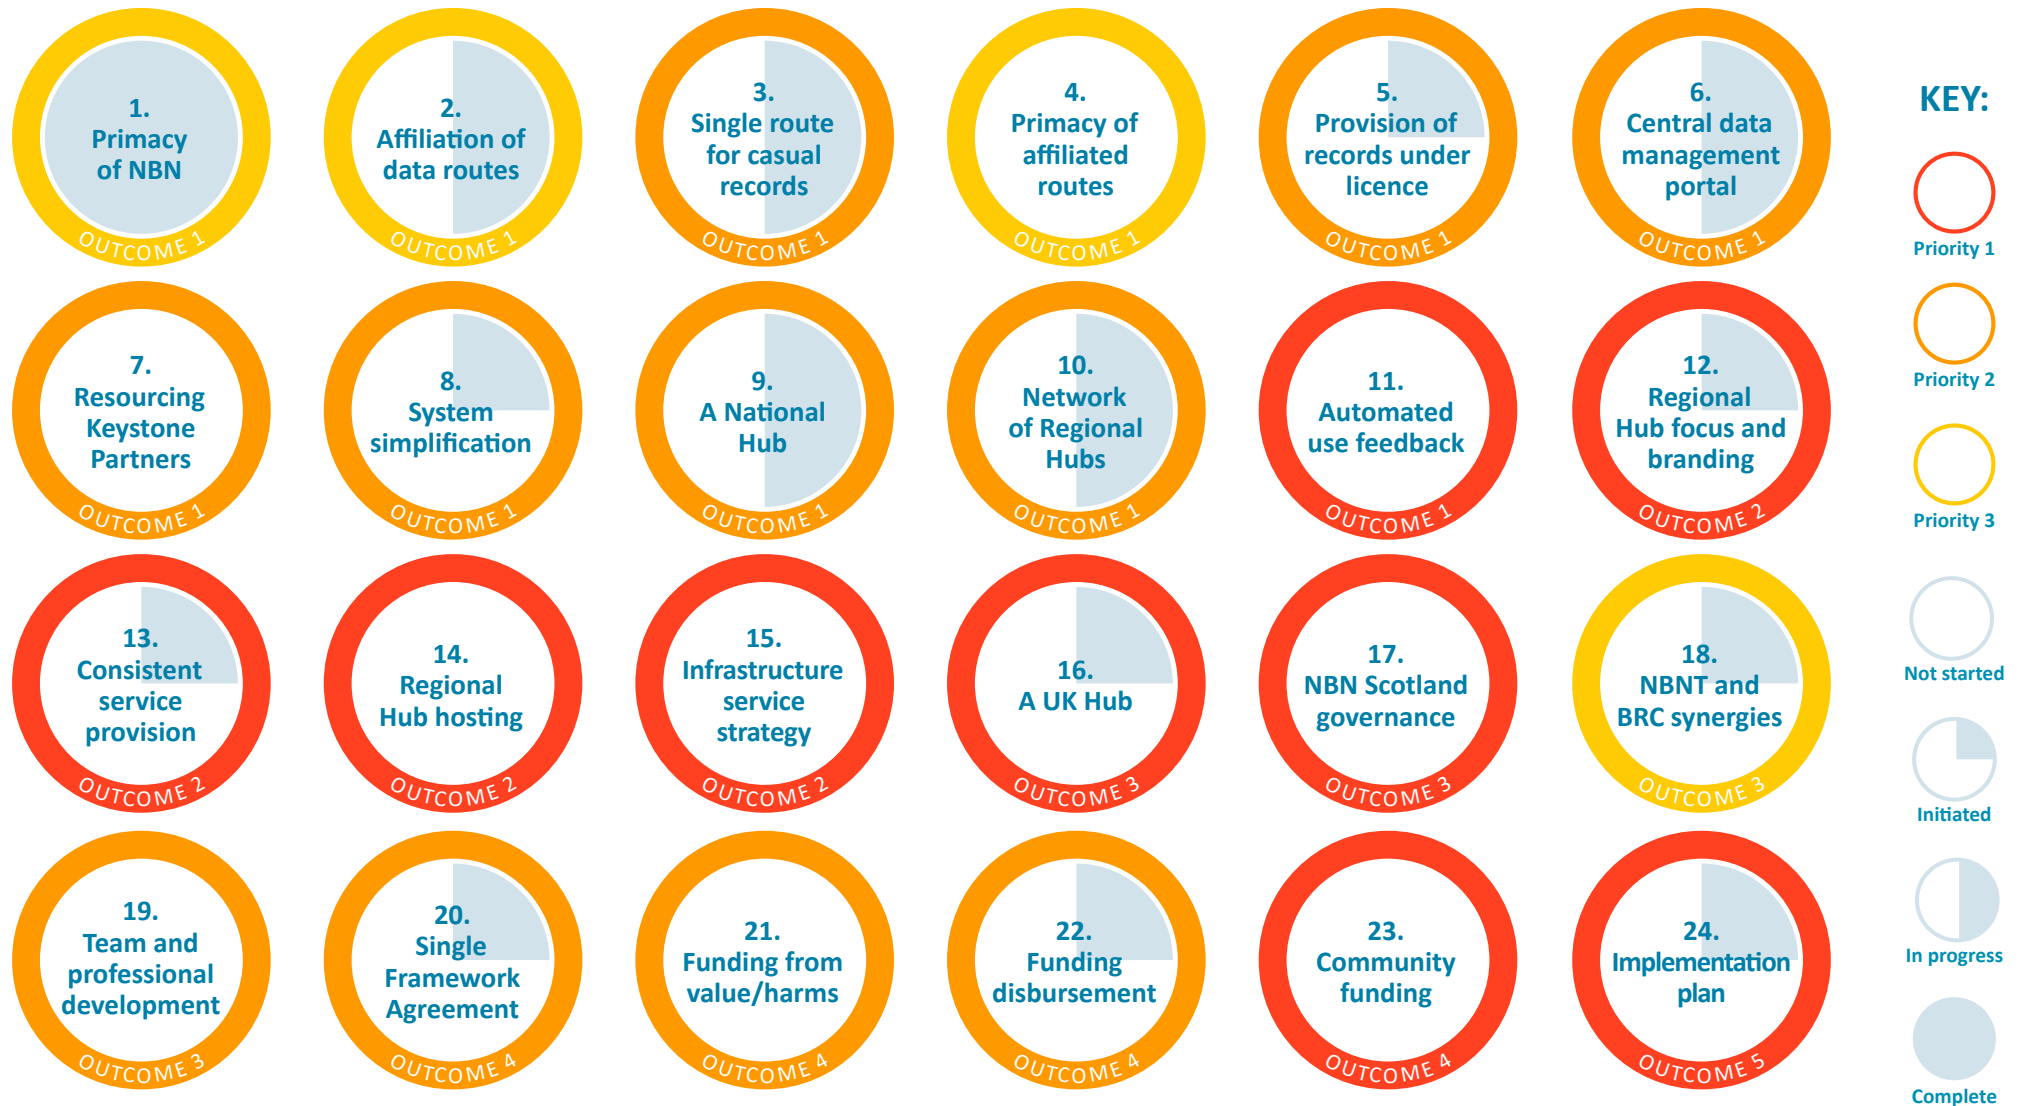 1.
Primacy
of NBN
OUTCOME 1
2.
Affiliation of
data routes
OUTCOME 1
3.
Single route
for casual
records
OUTCOME 1
4.
Primacy of
affiliated
routes
OUTCOME 1
5.
Provision of
records under
licence
OUTCOME 1
6.
Central data
management
portal
OUTCOME 1
7.
Resourcing
Keystone
Partners
OUTCOME 1
8.
System
simplification
OUTCOME 1
9.
A National
Hub
OUTCOME 1
10.
Network
of Regional
Hubs
OUTCOME 1
11.
Automated
use feedback
OUTCOME 1
12.
Regional
Hub focus and
branding
OUTCOME 2
13.
Consistent
service
provision
OUTCOME 2
14.
Regional
Hub hosting
OUTCOME 2
15.
Infrastructure
service
strategy
OUTCOME 2
16.
A UK Hub
OUTCOME 3
17.
NBN Scotland
governance
OUTCOME 3
18.
NBNT and
BRC synergies
OUTCOME 3
19.
Team and
professional
development
OUTCOME 3
20.
Single
Framework
Agreement
OUTCOME 4
21.
Funding from
value/harms
OUTCOME 4
22.
Funding
disbursement
OUTCOME 4
23.
Community
funding
OUTCOME 4
24.
Implementation
plan
OUTCOME 5
KEY:
Priority 1
Priority 2
Priority 3
Not started
Initiated
In progress
Complete